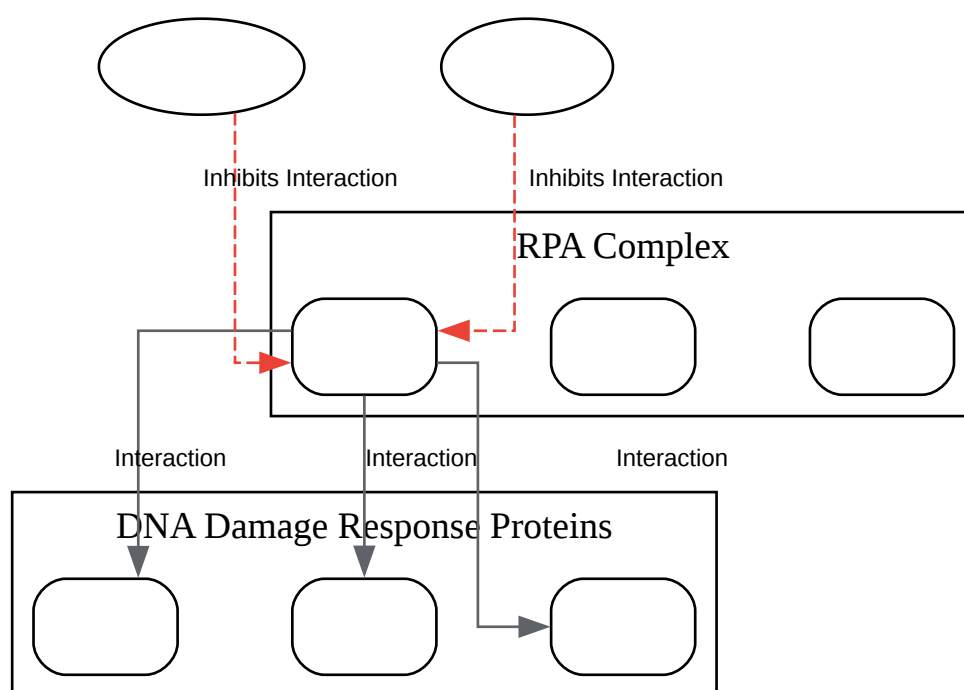 Inhibits Interaction
Inhibits Interaction
RPA Complex
Interaction
Interaction
Interaction
DNA Damage Response Proteins